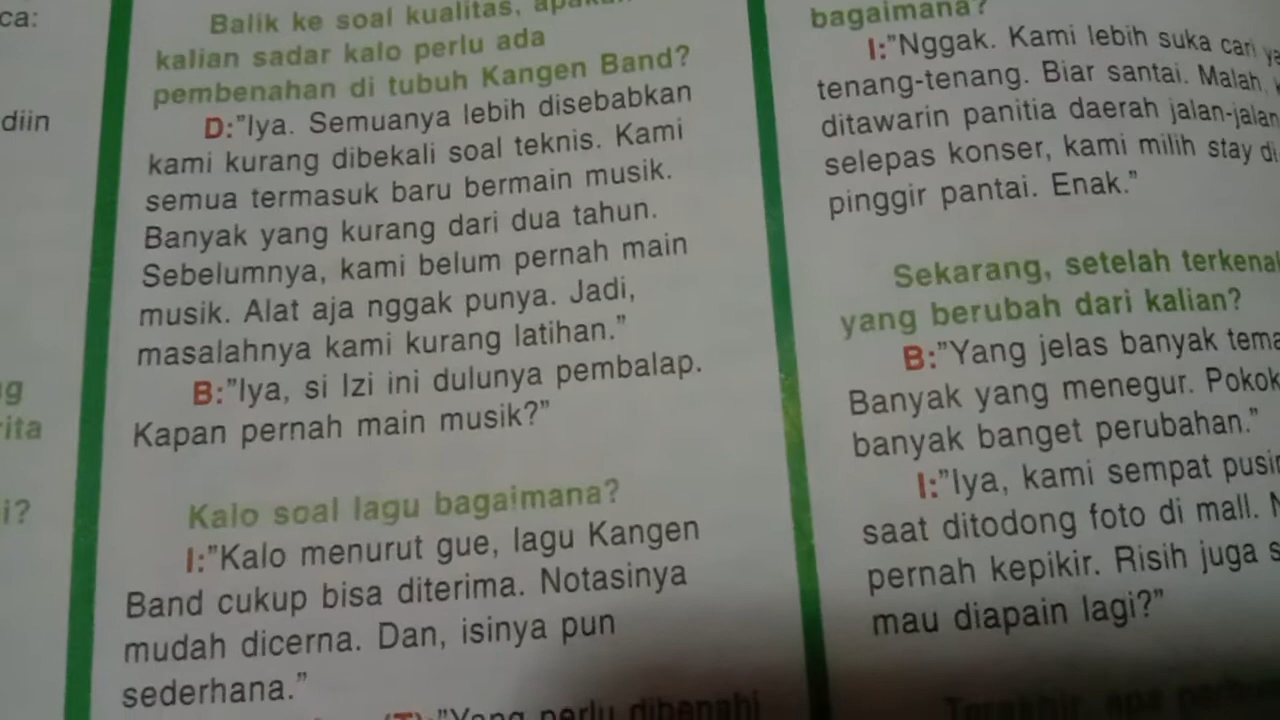 ca:
diin
i?
Balik ke soal kualitas,
kalian sadar kalo perlu ada
pembenahan di tubuh Kangen Band?
D:"Iya. Semuanya lebih disebabkan
kami kurang dibekali soal teknis. Kami
semua termasuk baru bermain musik.
Banyak yang kurang dari dua tahun.
Sebelumnya, kami belum pernah main
musik. Alat aja nggak punya. Jadi,
masalahnya kami kurang latihan."
B:"Iya, si Izi ini dulunya pembalap.
Kapan pernah main musik?"
Kalo soal lagu bagaimana?
I:"Kalo menurut gue, lagu Kangen
Band cukup bisa diterima. Notasinya
mudah dicerna. Dan, isinya pun
sederhana."
(T):"Yang perlu dibenahi
bagaimana?
I:"Nggak. Kami lebih suka cari
tenang-tenang. Biar santai. Malah,
ditawarin panitia daerah jalan-jalan
selepas konser, kami milih stay di
pinggir pantai. Enak."
Sekarang, setelah terkenal
yang berubah dari kalian?
B:"Yang jelas banyak
Banyak yang menegur.
banyak banget perubahan."
I:"Iya, kami sempat
saat ditodong foto di mall.
pernah kepikir. Risih juga
mau diapain lagi?"